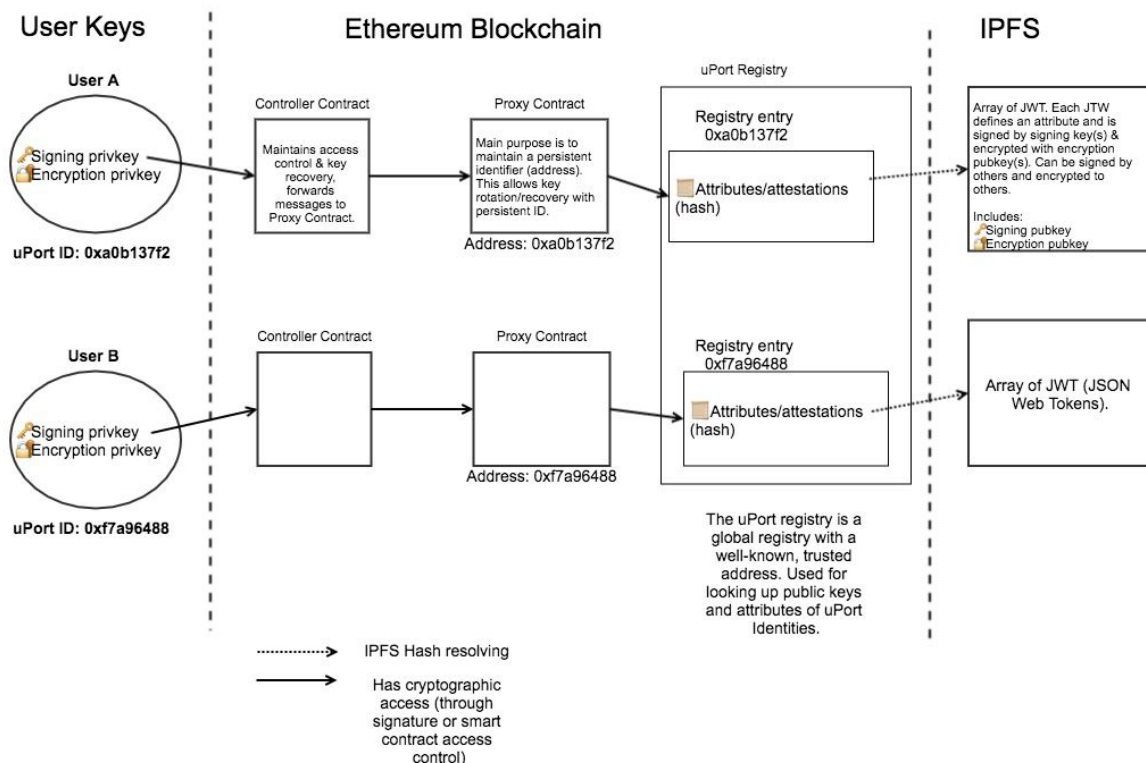 User Keys
Ethereum Blockchain
IPFS
User A
Signing privkey
Encryption privkey
uPort ID: 0xa0b137f2
Controller Contract
Maintains access
control & key
recovery,
forwards
messages to
Proxy Contract.
Proxy Contract
Main purpose is to
maintain a persistent
identifier (address).
This allows key
rotation/recovery with
persistent ID.
Address: 0xa0b137f2
uPort Registry
Registry entry
0xa0b137f2
Attributes/attestations
(hash)
Array of JWT. Each JTW
defines an attribute and is
signed by signing key(s) &
encrypted with encryption
pubkey(s). Can be signed by
others and encrypted to
others.
Includes:
Signing pubkey
Encryption pubkey
User B
Signing privkey
Encryption privkey
uPort ID: 0xf7a96488
Controller Contract
Proxy Contract
Address: 0xf7a96488
Registry entry
0xf7a96488
Attributes/attestations
(hash)
Array of JWT (JSON
Web Tokens).
The uPort registry is a
global registry with a
well-known, trusted
address. Used for
looking up public keys
and attributes of uPort
Identities.
IPFS Hash resolving
Has cryptographic
access (through
signature or smart
contract access
control)